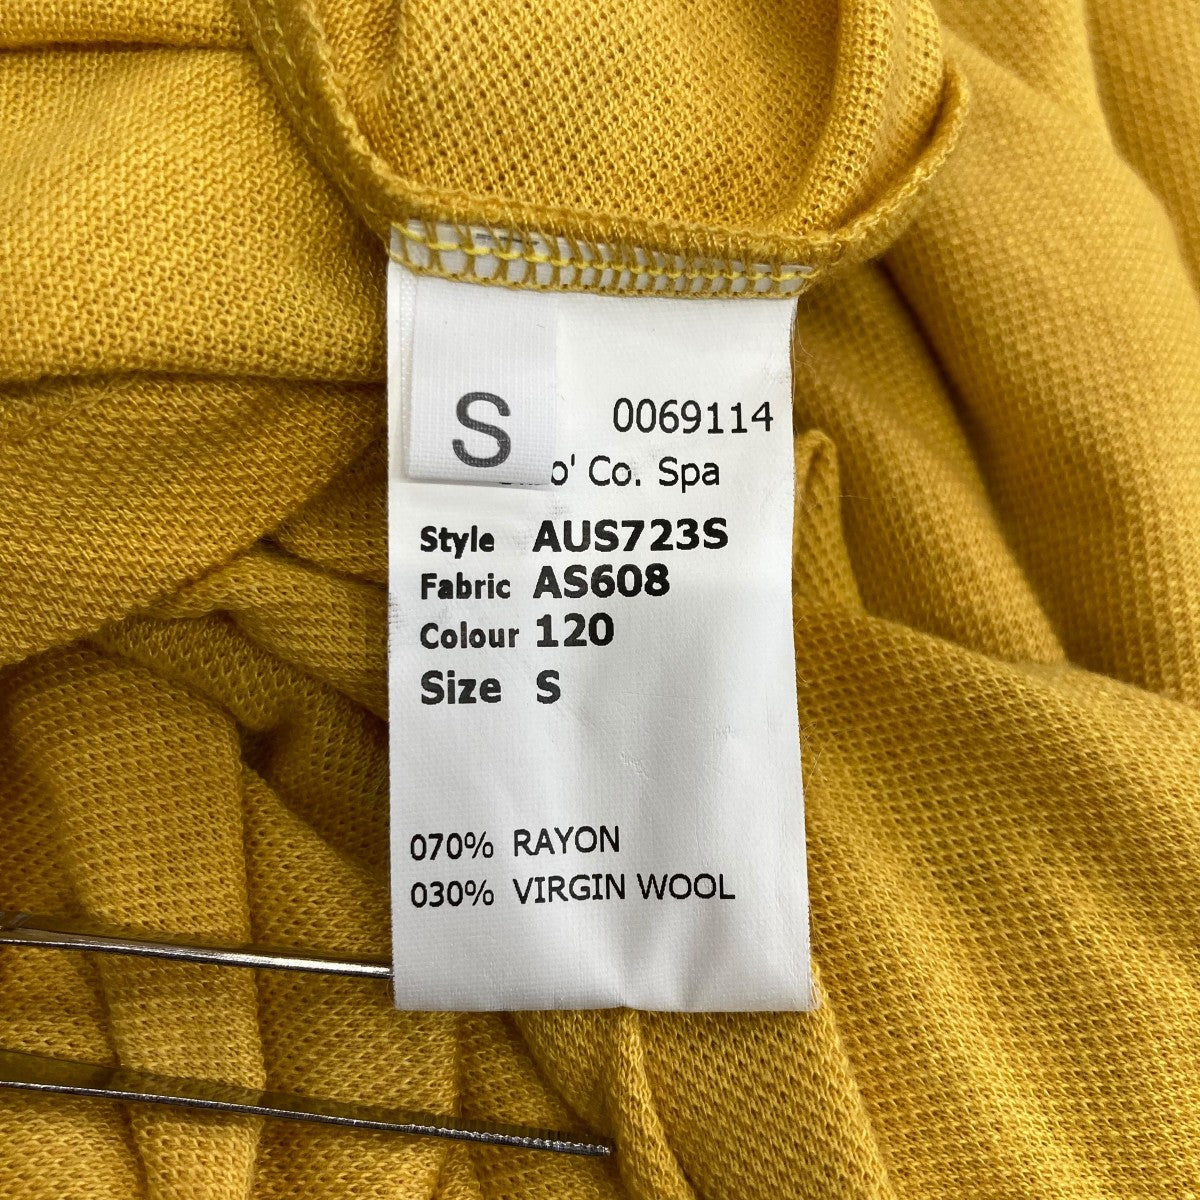 S
0069114
Co. Spa
Style AUS723S
Fabric AS608
Colour 120
Size S
070% RAYON
030% VIRGIN WOOL